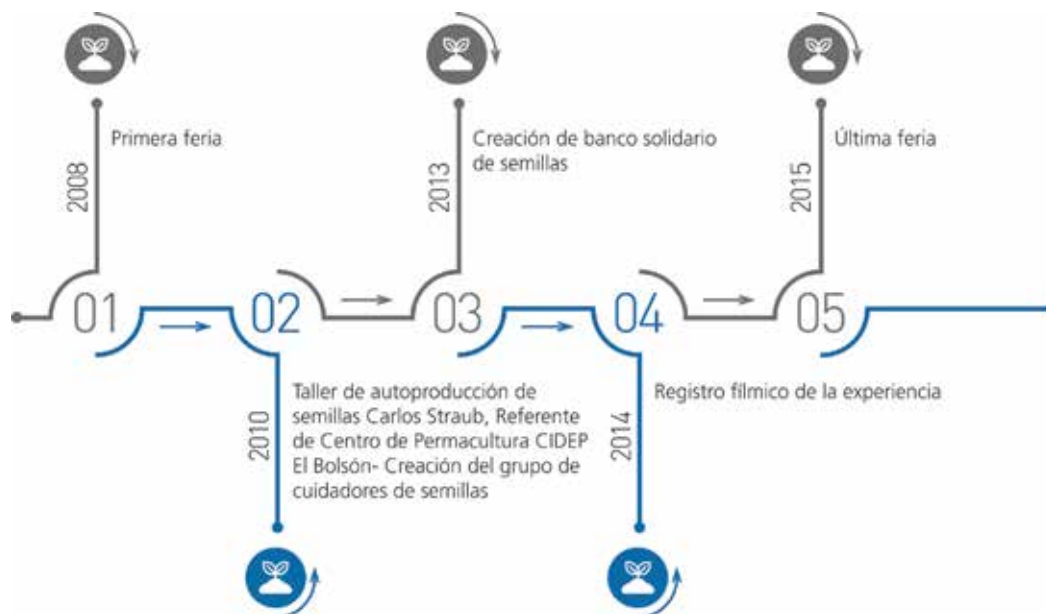 2008
Primera feria
2013
Creación de banco solidario
de semillas
2015
Última feria
01
02
03
04
05
2010
Taller de autoproducción de
semillas Carlos Straub, Referente
de Centro de Permacultura CIDEP
El Bolsón- Creación del grupo de
cuidadores de semillas
2014
Registro fílmico de la experiencia